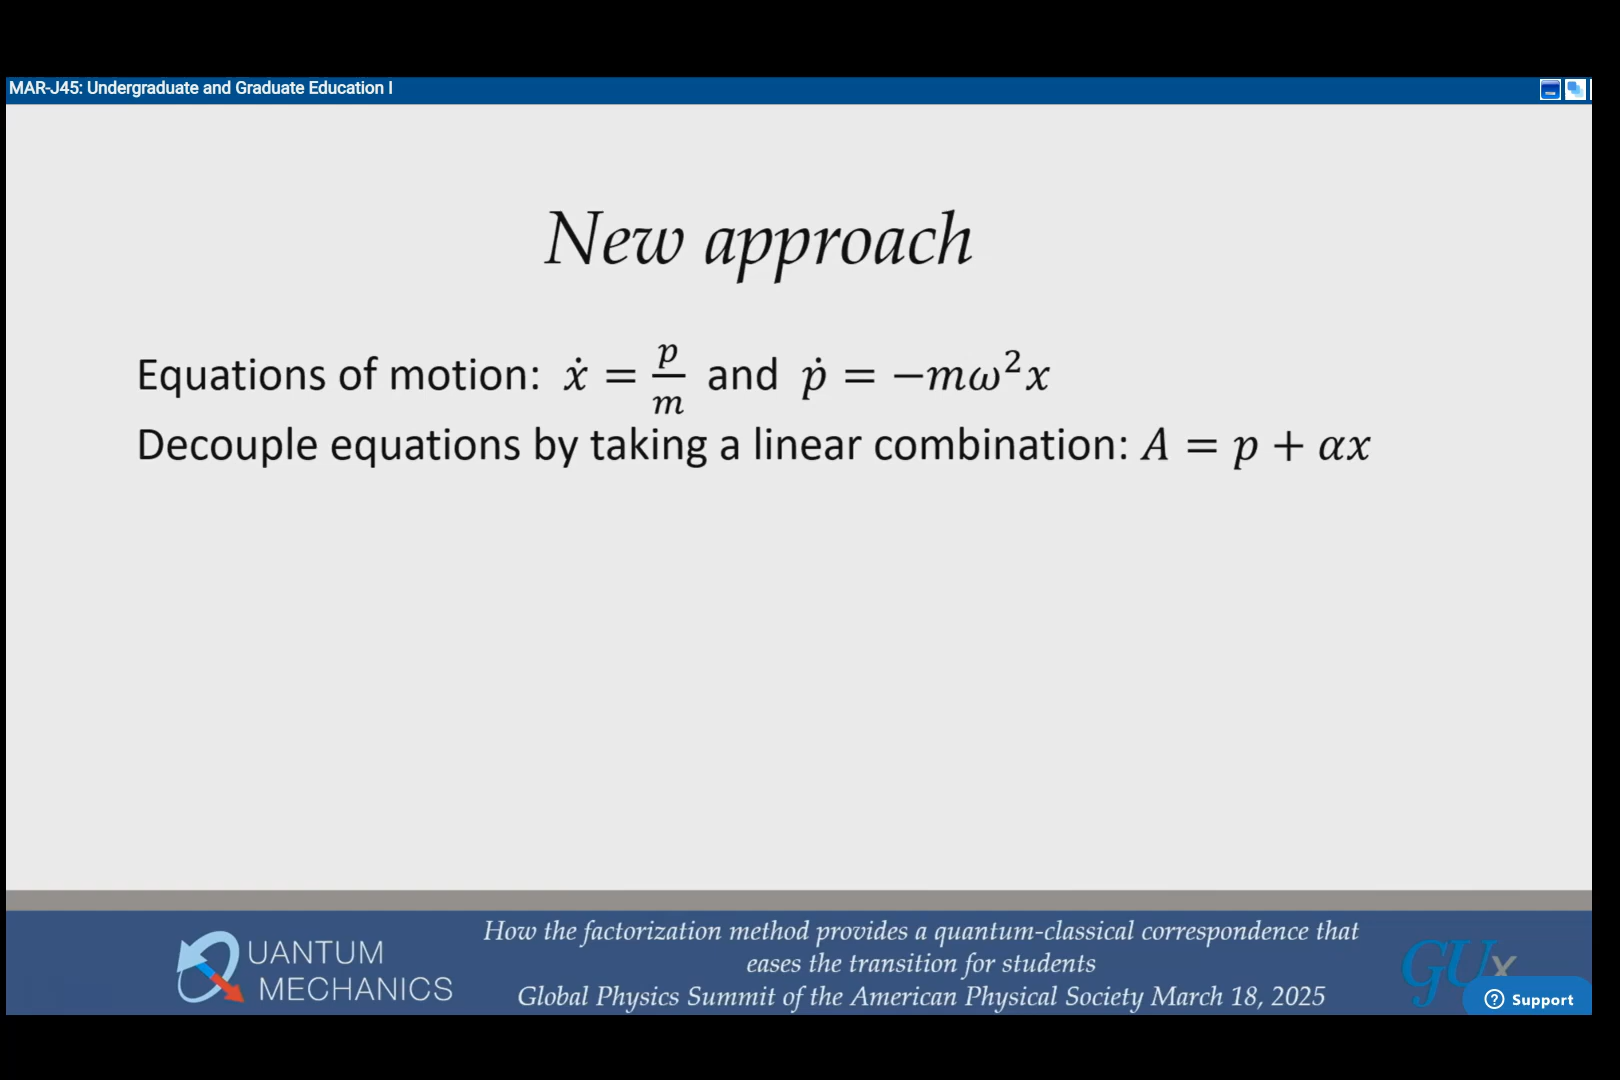 MAR-J45: Undergraduate and Graduate Education I
New approach
Equations of motion: ẋ = p/m and ṗ = −mω²x
Decouple equations by taking a linear combination: A = p + αx
QUANTUM
MECHANICS
How the factorization method provides a quantum-classical correspondence that
eases the transition for students
Global Physics Summit of the American Physical Society March 18, 2025
GUx
Support